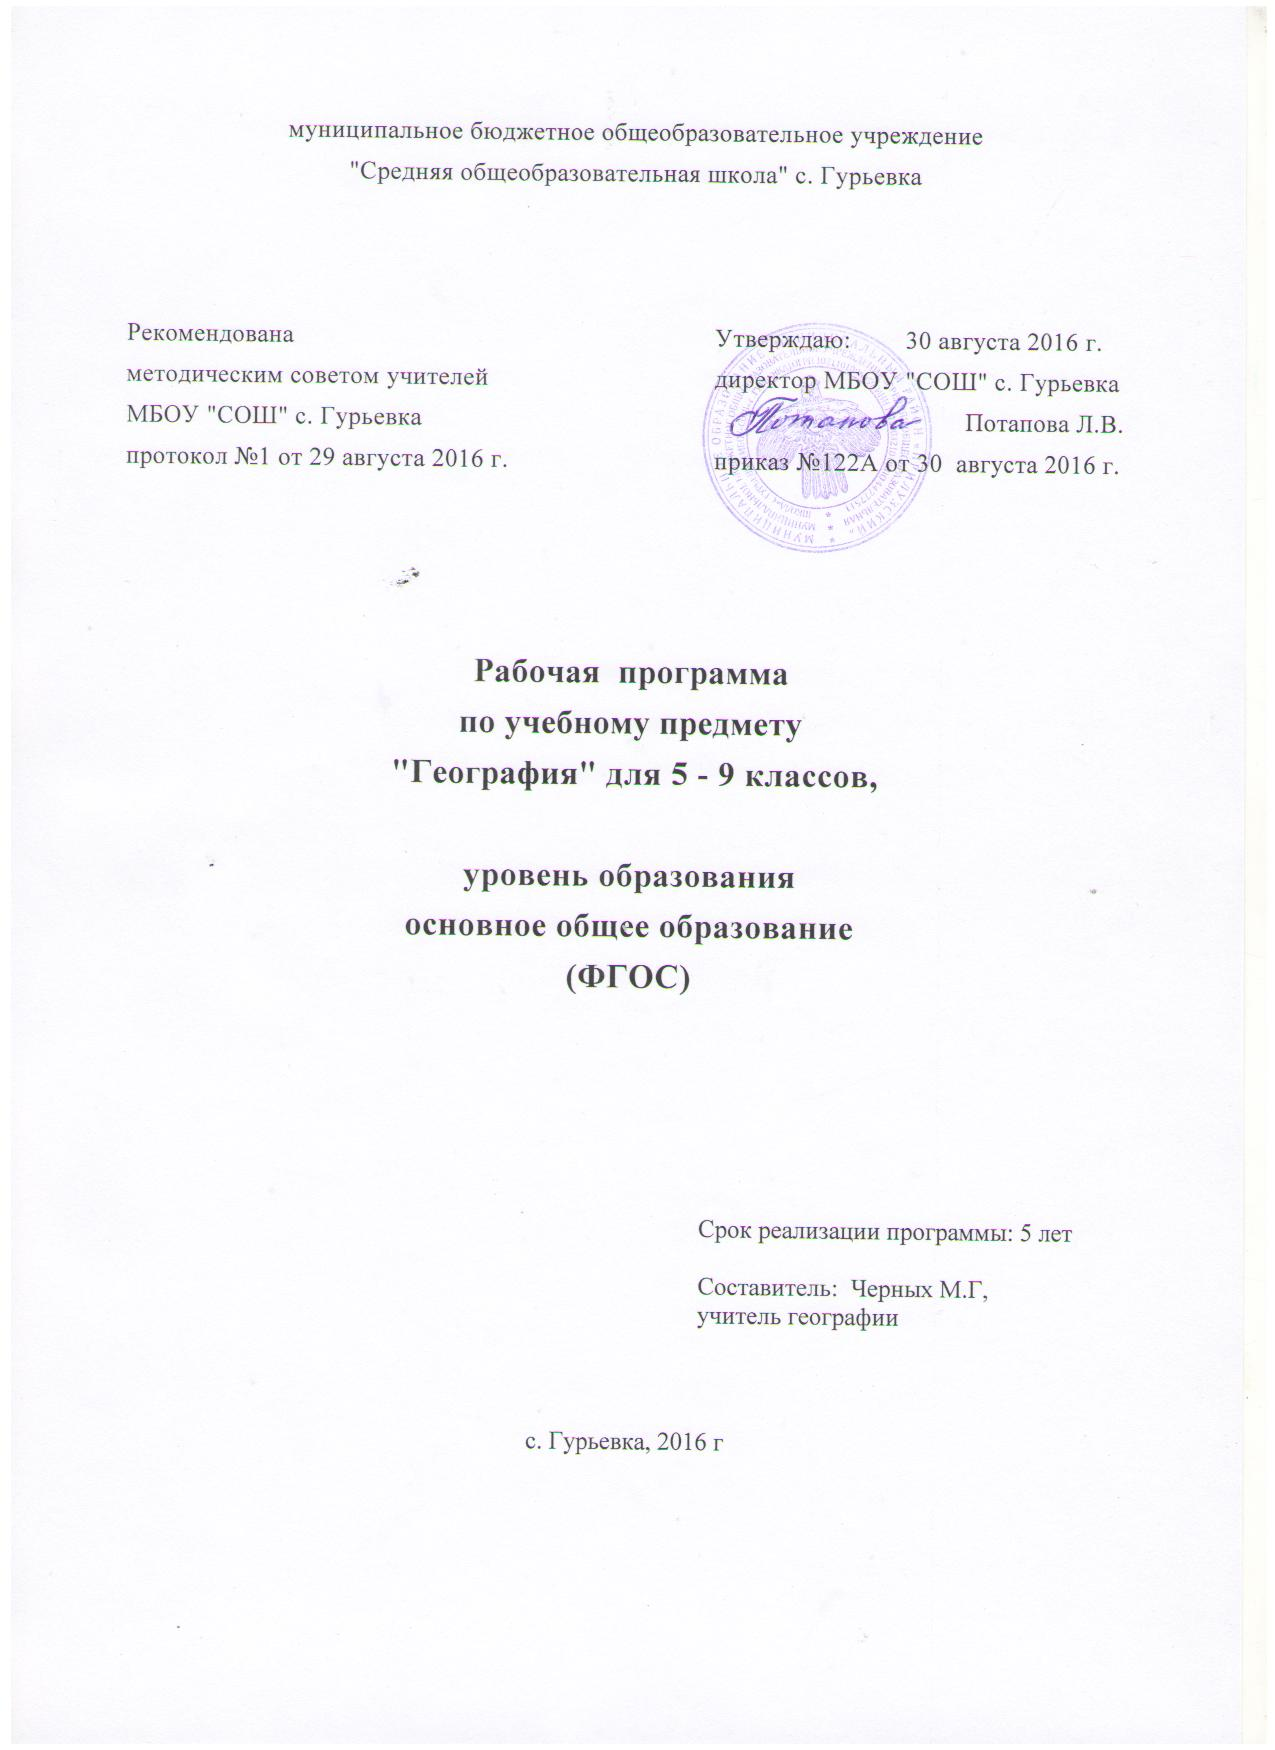 муниципальное бюджетное общеобразовательное учреждение
"Средняя общеобразовательная школа" с. Гурьевка
Рекомендована
методическим советом учителей
МБОУ "СОШ" с. Гурьевка
протокол №1 от 29 августа 2016 г.
Утверждаю: 30 августа 2016 г.
директор МБОУ "СОШ" с. Гурьевка
Потапова Потапова Л.В.
приказ №122А от 30 августа 2016 г.
Рабочая программа
по учебному предмету
"География" для 5 - 9 классов,
уровень образования
основное общее образование
(ФГОС)
Срок реализации программы: 5 лет
Составитель: Черных М.Г,
учитель географии
с. Гурьевка, 2016 г